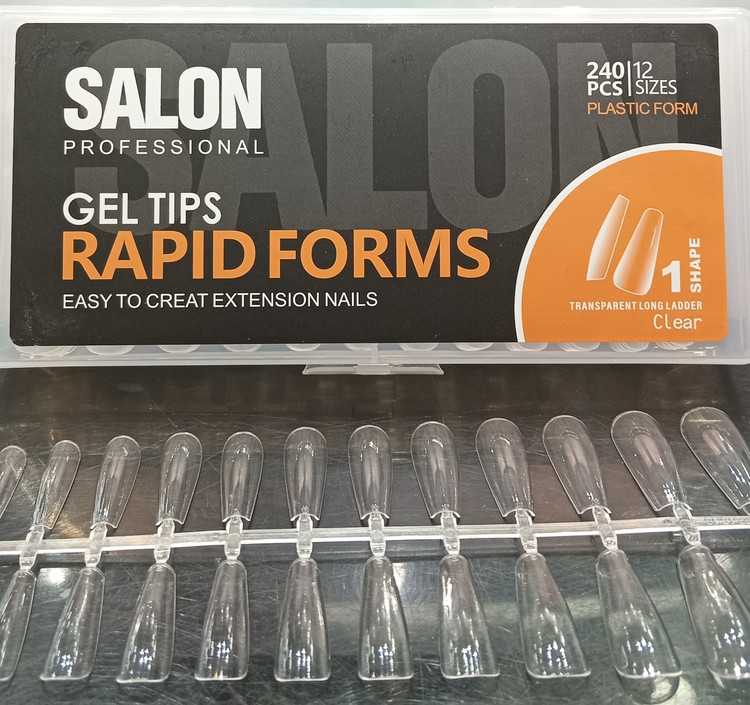 SALON
SALON
PROFESSIONAL
240 PCS | 12 SIZES
PLASTIC FORM
GEL TIPS
RAPID FORMS
EASY TO CREAT EXTENSION NAILS
1 SHAPE
TRANSPARENT LONG LADDER
Clear